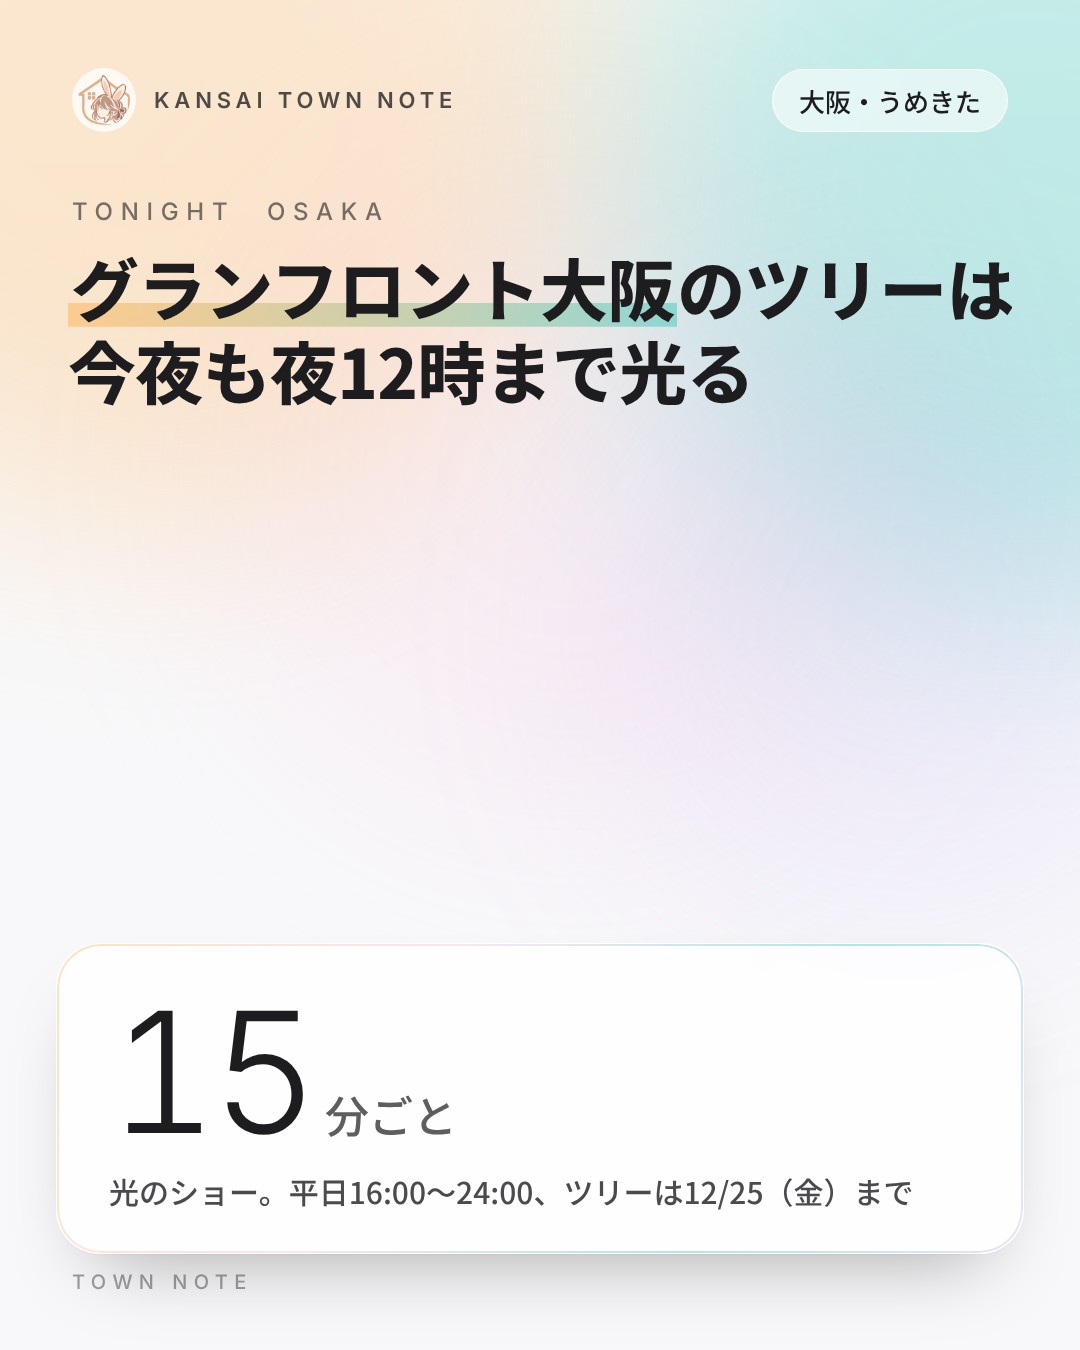 KANSAI TOWN NOTE
大阪・うめきた
TONIGHT OSAKA
グランフロント大阪のツリーは
今夜も夜12時まで光る
15分ごと
光のショー。平日16:00〜24:00、ツリーは12/25（金）まで
TOWN NOTE